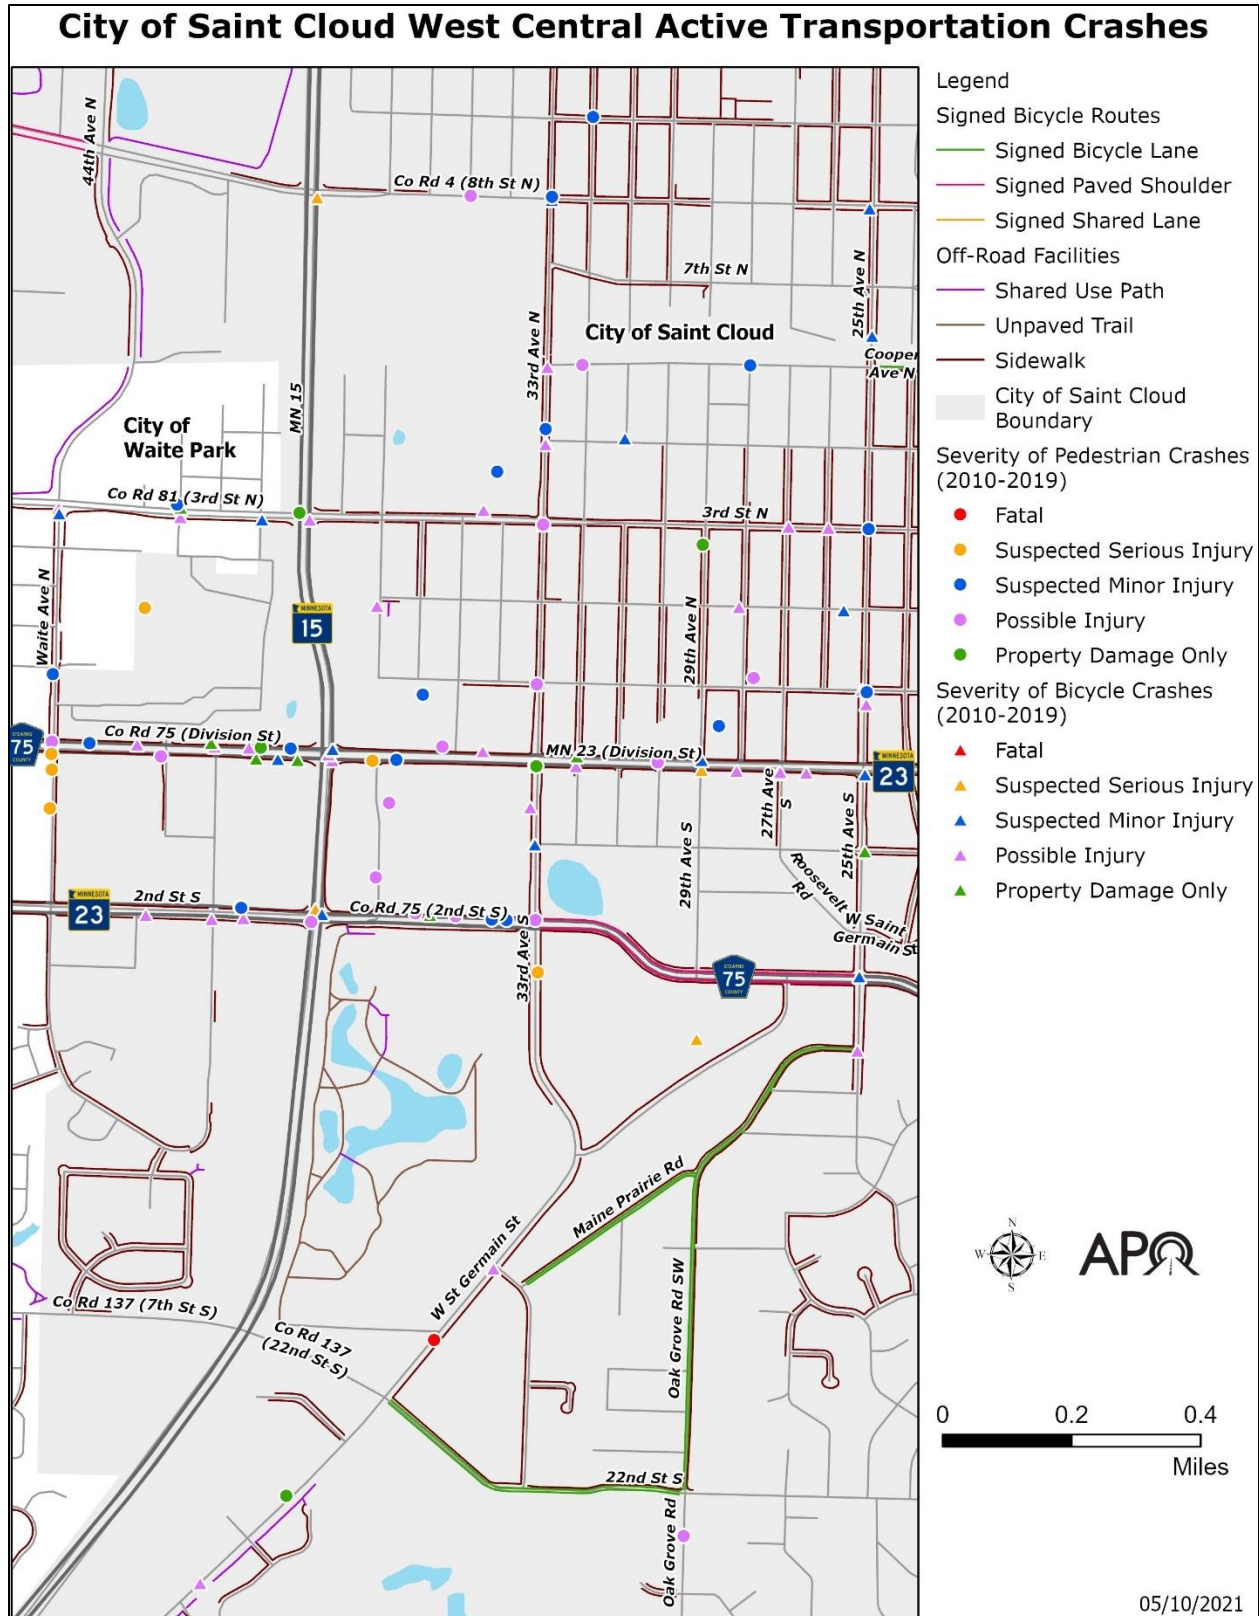 City of Saint Cloud West Central Active Transportation Crashes
Legend
Signed Bicycle Routes
Signed Bicycle Lane
Signed Paved Shoulder
Signed Shared Lane
Off-Road Facilities
Shared Use Path
Unpaved Trail
Sidewalk
City of Saint Cloud
Boundary
Severity of Pedestrian Crashes
(2010-2019)
Fatal
Suspected Serious Injury
Suspected Minor Injury
Possible Injury
Property Damage Only
Severity of Bicycle Crashes
(2010-2019)
Fatal
Suspected Serious Injury
Suspected Minor Injury
Possible Injury
Property Damage Only
44th Ave N
Co Rd 4 (8th St N)
7th St N
25th Ave N
33rd Ave N
City of Saint Cloud
Cooper
Ave N
MN 15
City of
Waite Park
Co Rd 81 (3rd St N)
3rd St N
Waite Ave N
MINNESOTA
15
29th Ave N
STEARNS
75
COUNTY
Co Rd 75 (Division St)
MN 23 (Division St)
MINNESOTA
23
27th Ave
S
29th Ave S
25th Ave S
Roosevelt
Rd
W Saint
Germain St
MINNESOTA
23
2nd St S
Co Rd 75 (2nd St S)
33rd Ave S
STEARNS
75
COUNTY
Maine Prairie Rd
W St Germain St
Oak Grove Rd SW
Co Rd 137 (7th St S)
Co Rd 137
(22nd St S)
22nd St S
Oak Grove Rd
N
W E
S
APO
0 0.2 0.4
Miles
05/10/2021